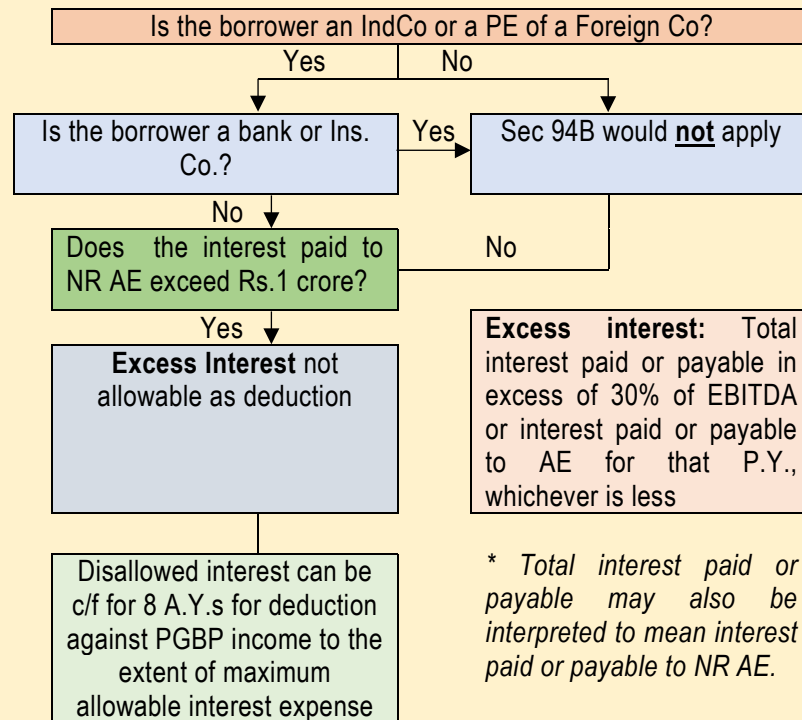 Is the borrower an IndCo or a PE of a Foreign Co?
Yes
No
Is the borrower a bank or Ins.
Co.?
Yes
Sec 94B would not apply
No
Does the interest paid to
NR AE exceed Rs.1 crore?
No
Yes
Excess Interest not
allowable as deduction
Excess interest: Total
interest paid or payable in
excess of 30% of EBITDA
or interest paid or payable
to AE for that P.Y.,
whichever is less
Disallowed interest can be
c/f for 8 A.Y.s for deduction
against PGBP income to the
extent of maximum
allowable interest expense
* Total interest paid or
payable may also be
interpreted to mean interest
paid or payable to NR AE.